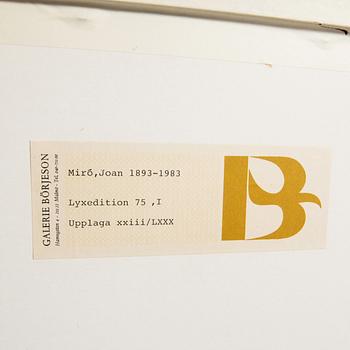 GALERIE BÖRJESON
Miró,Joan 1893-1983
Lyxedition 75 ,I
Upplaga xxiii/LXXX
B